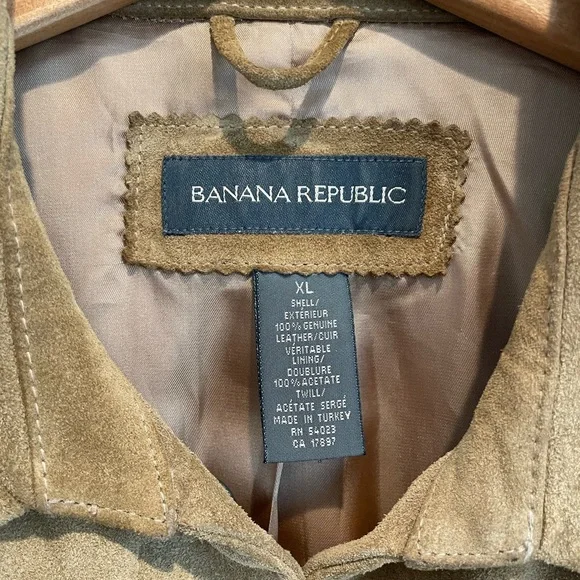 BANANA REPUBLIC
XL
SHELL/
EXTÉRIEUR
100% GENUINE
LEATHER/CUIR
VÉRITABLE
LINING/
DOUBLURE
100% ACETATE
TWILL/
ACÉTATE SERGÉ
MADE IN TURKEY
RN 54023
CA 17897